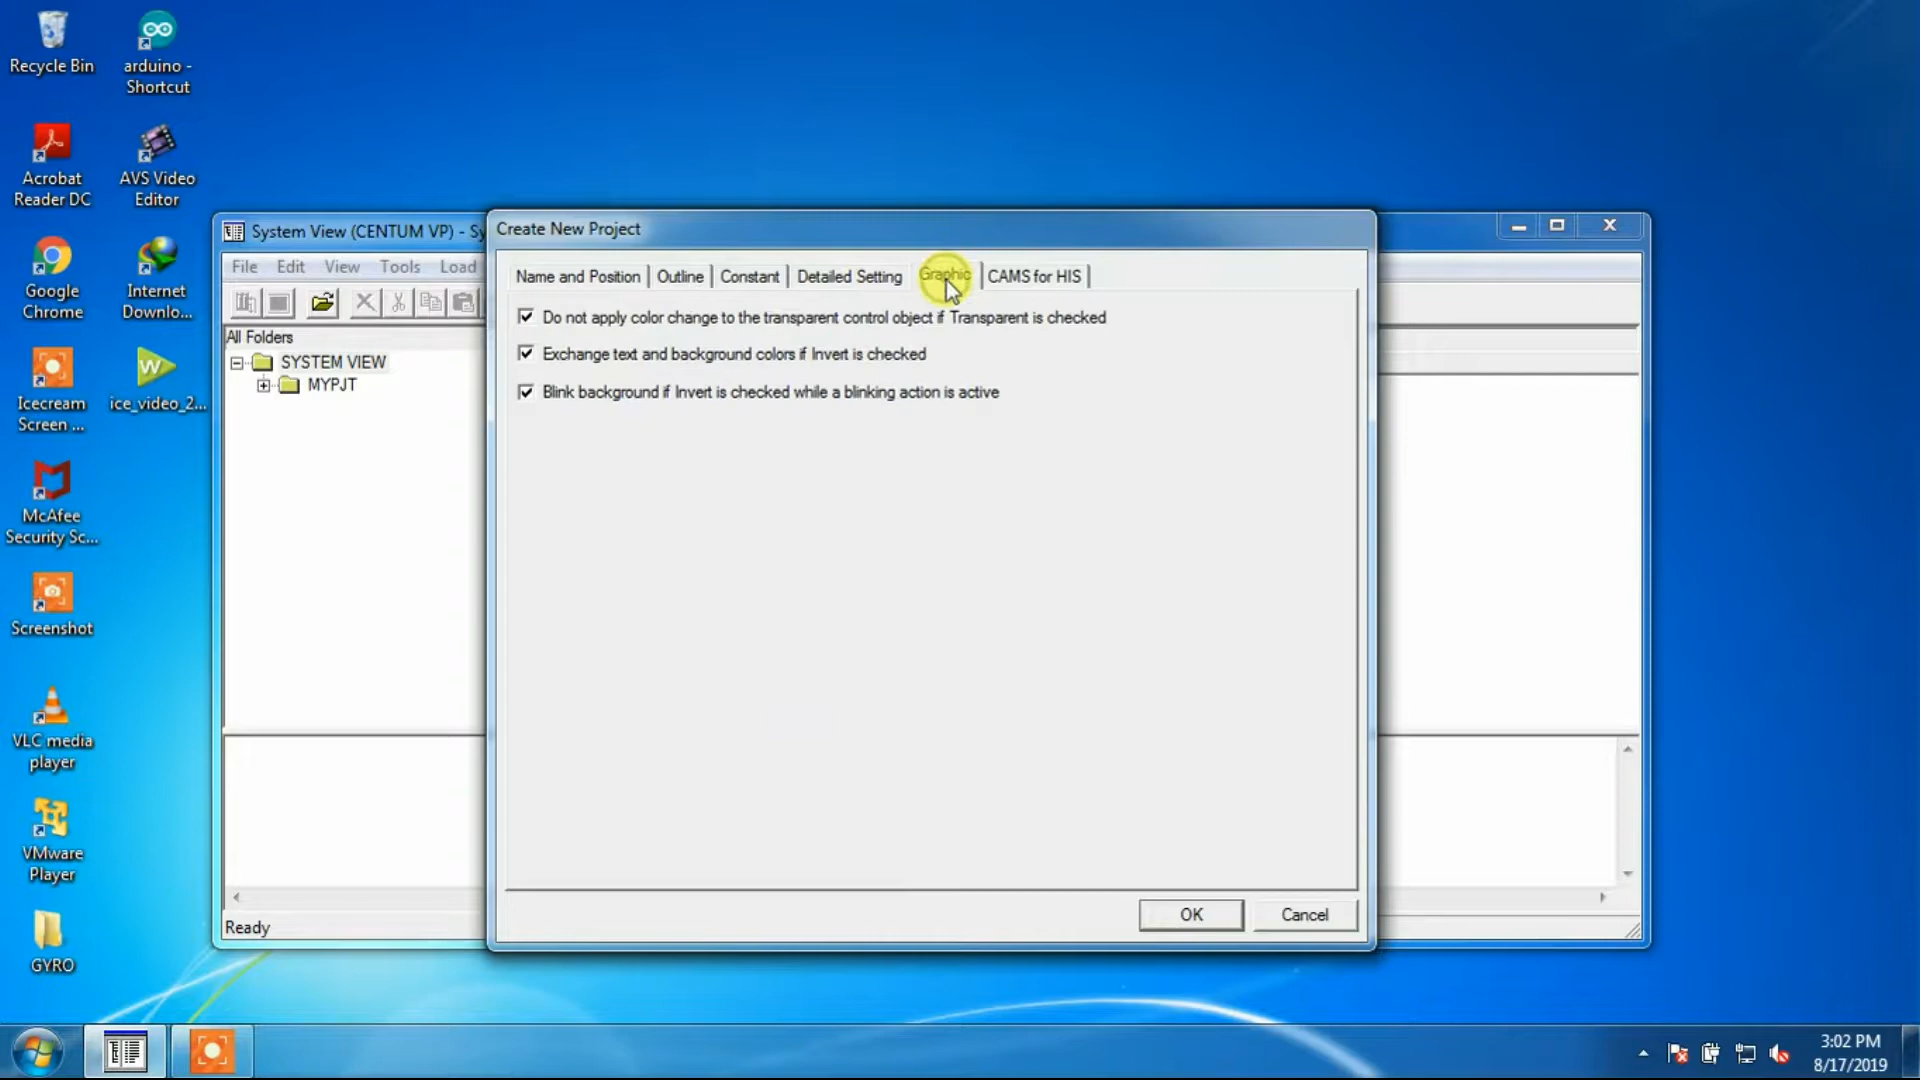 Recycle Bin
arduino -
Shortcut
Acrobat
Reader DC
AVS Video
Editor
Google
Chrome
Internet
Downlo...
Icecream
Screen ...
ice_video_2...
McAfee
Security Sc...
Screenshot
VLC media
player
VMware
Player
GYRO
System View (CENTUM VP) - Sy
File Edit View Tools Load
All Folders
SYSTEM VIEW
MYPJT
Ready
Create New Project
Name and Position Outline Constant Detailed Setting Graphic CAMS for HIS
Do not apply color change to the transparent control object if Transparent is checked
Exchange text and background colors if Invert is checked
Blink background if Invert is checked while a blinking action is active
OK Cancel
3:02 PM
8/17/2019